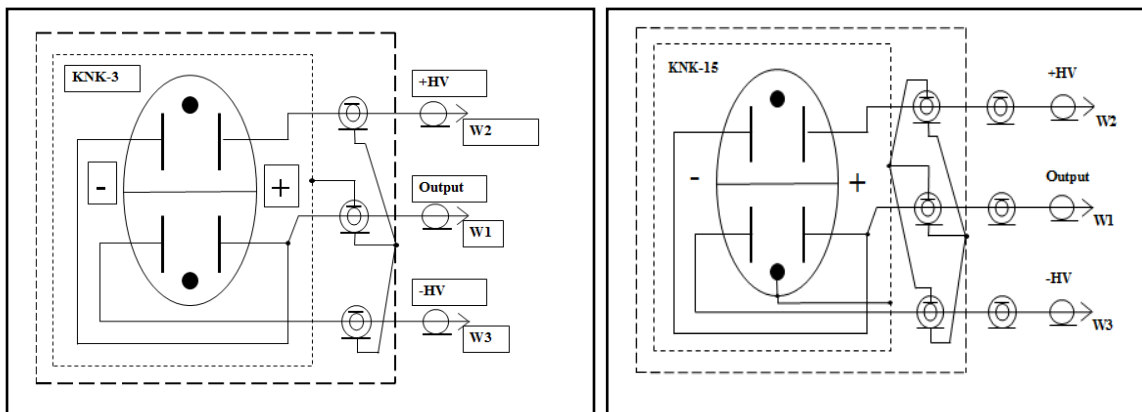 KNK-3
+HV
W2
-
+
Output
W1
-HV
W3
KNK-15
+HV
W2
-
+
Output
W1
-HV
W3